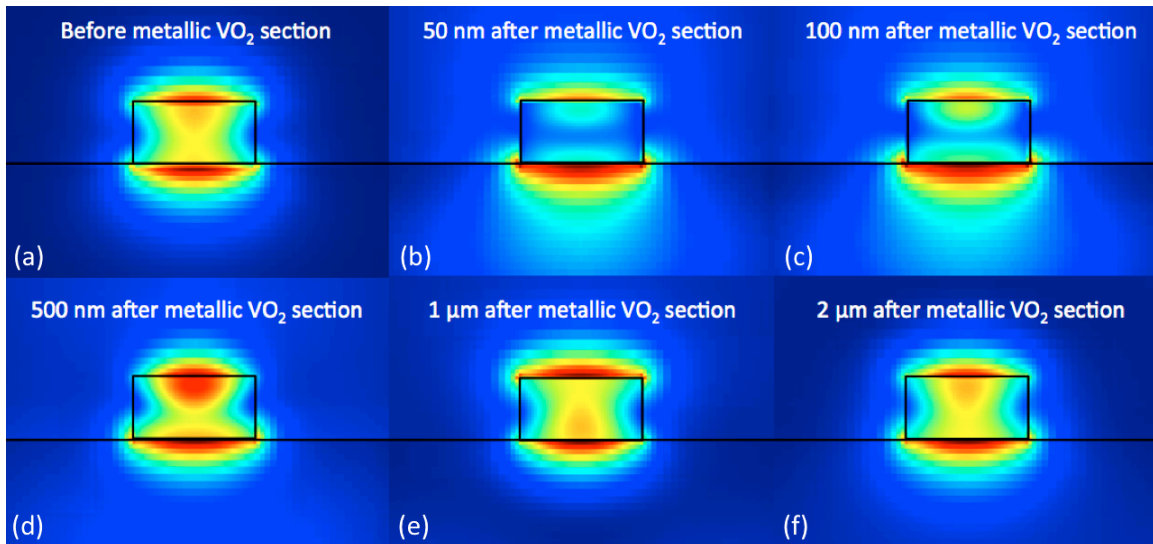 Before metallic VO₂ section
50 nm after metallic VO₂ section
100 nm after metallic VO₂ section
(a)
(b)
(c)
500 nm after metallic VO₂ section
1 μm after metallic VO₂ section
2 μm after metallic VO₂ section
(d)
(e)
(f)